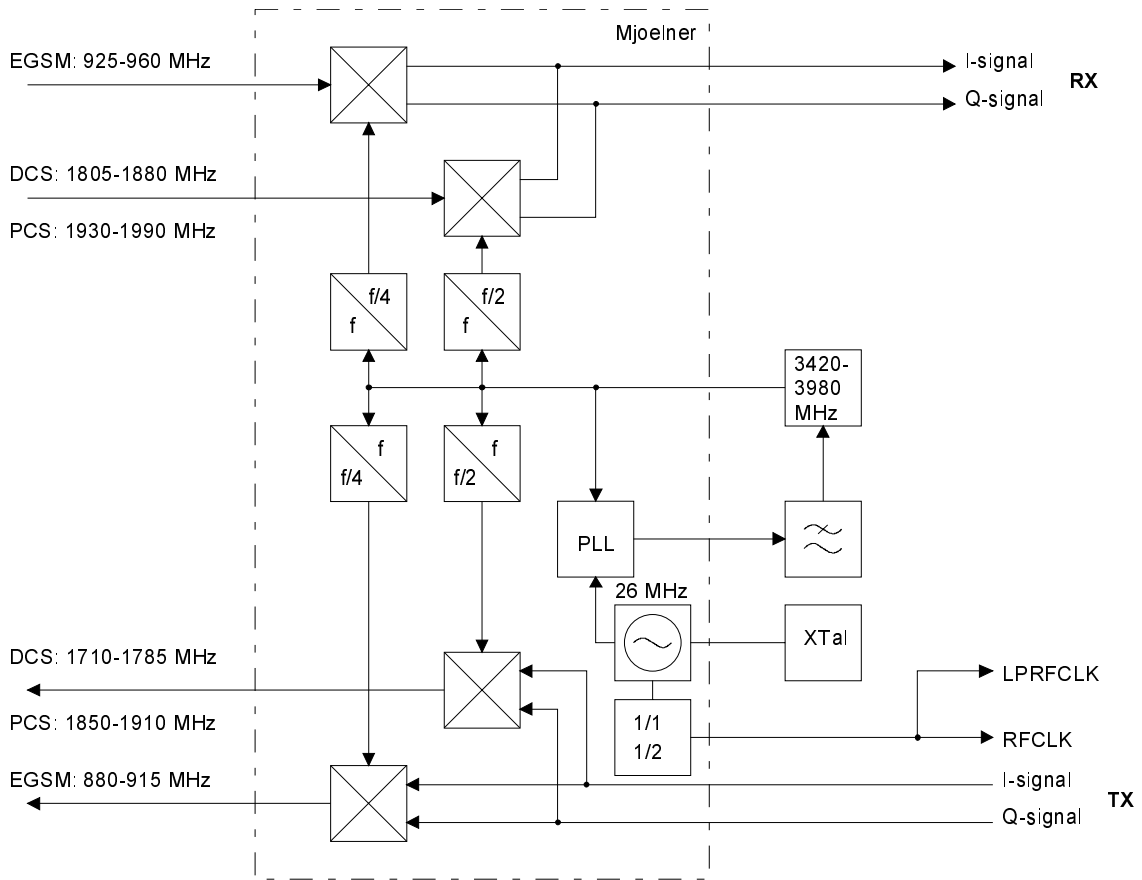 Mjoelner
EGSM: 925-960 MHz
I-signal
Q-signal
RX
DCS: 1805-1880 MHz
PCS: 1930-1990 MHz
f/4
f
f/2
f
3420-
3980
MHz
f
f/4
f
f/2
PLL
26 MHz
XTal
DCS: 1710-1785 MHz
PCS: 1850-1910 MHz
LPRFCLK
1/1
1/2
RFCLK
EGSM: 880-915 MHz
I-signal
Q-signal
TX